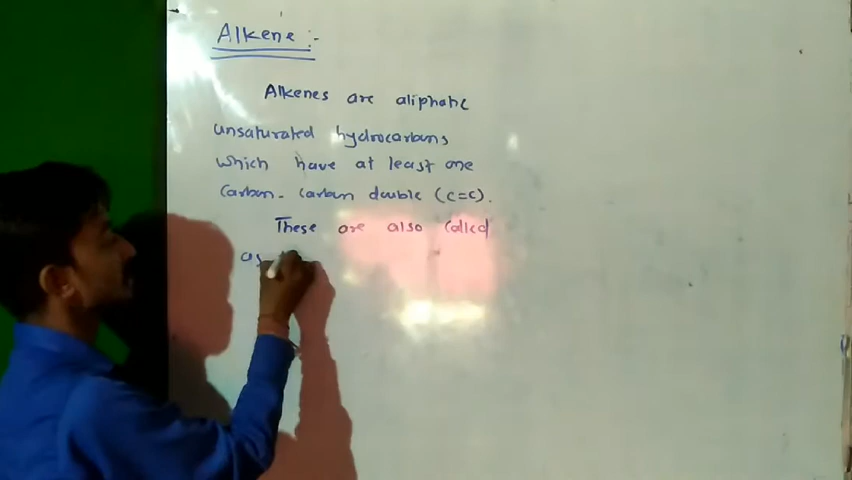 Alkene :-
Alkenes are aliphatic
unsaturated hydrocarbons
which have at least one
Carbon - Carbon double (C=C).
These are also Called
as